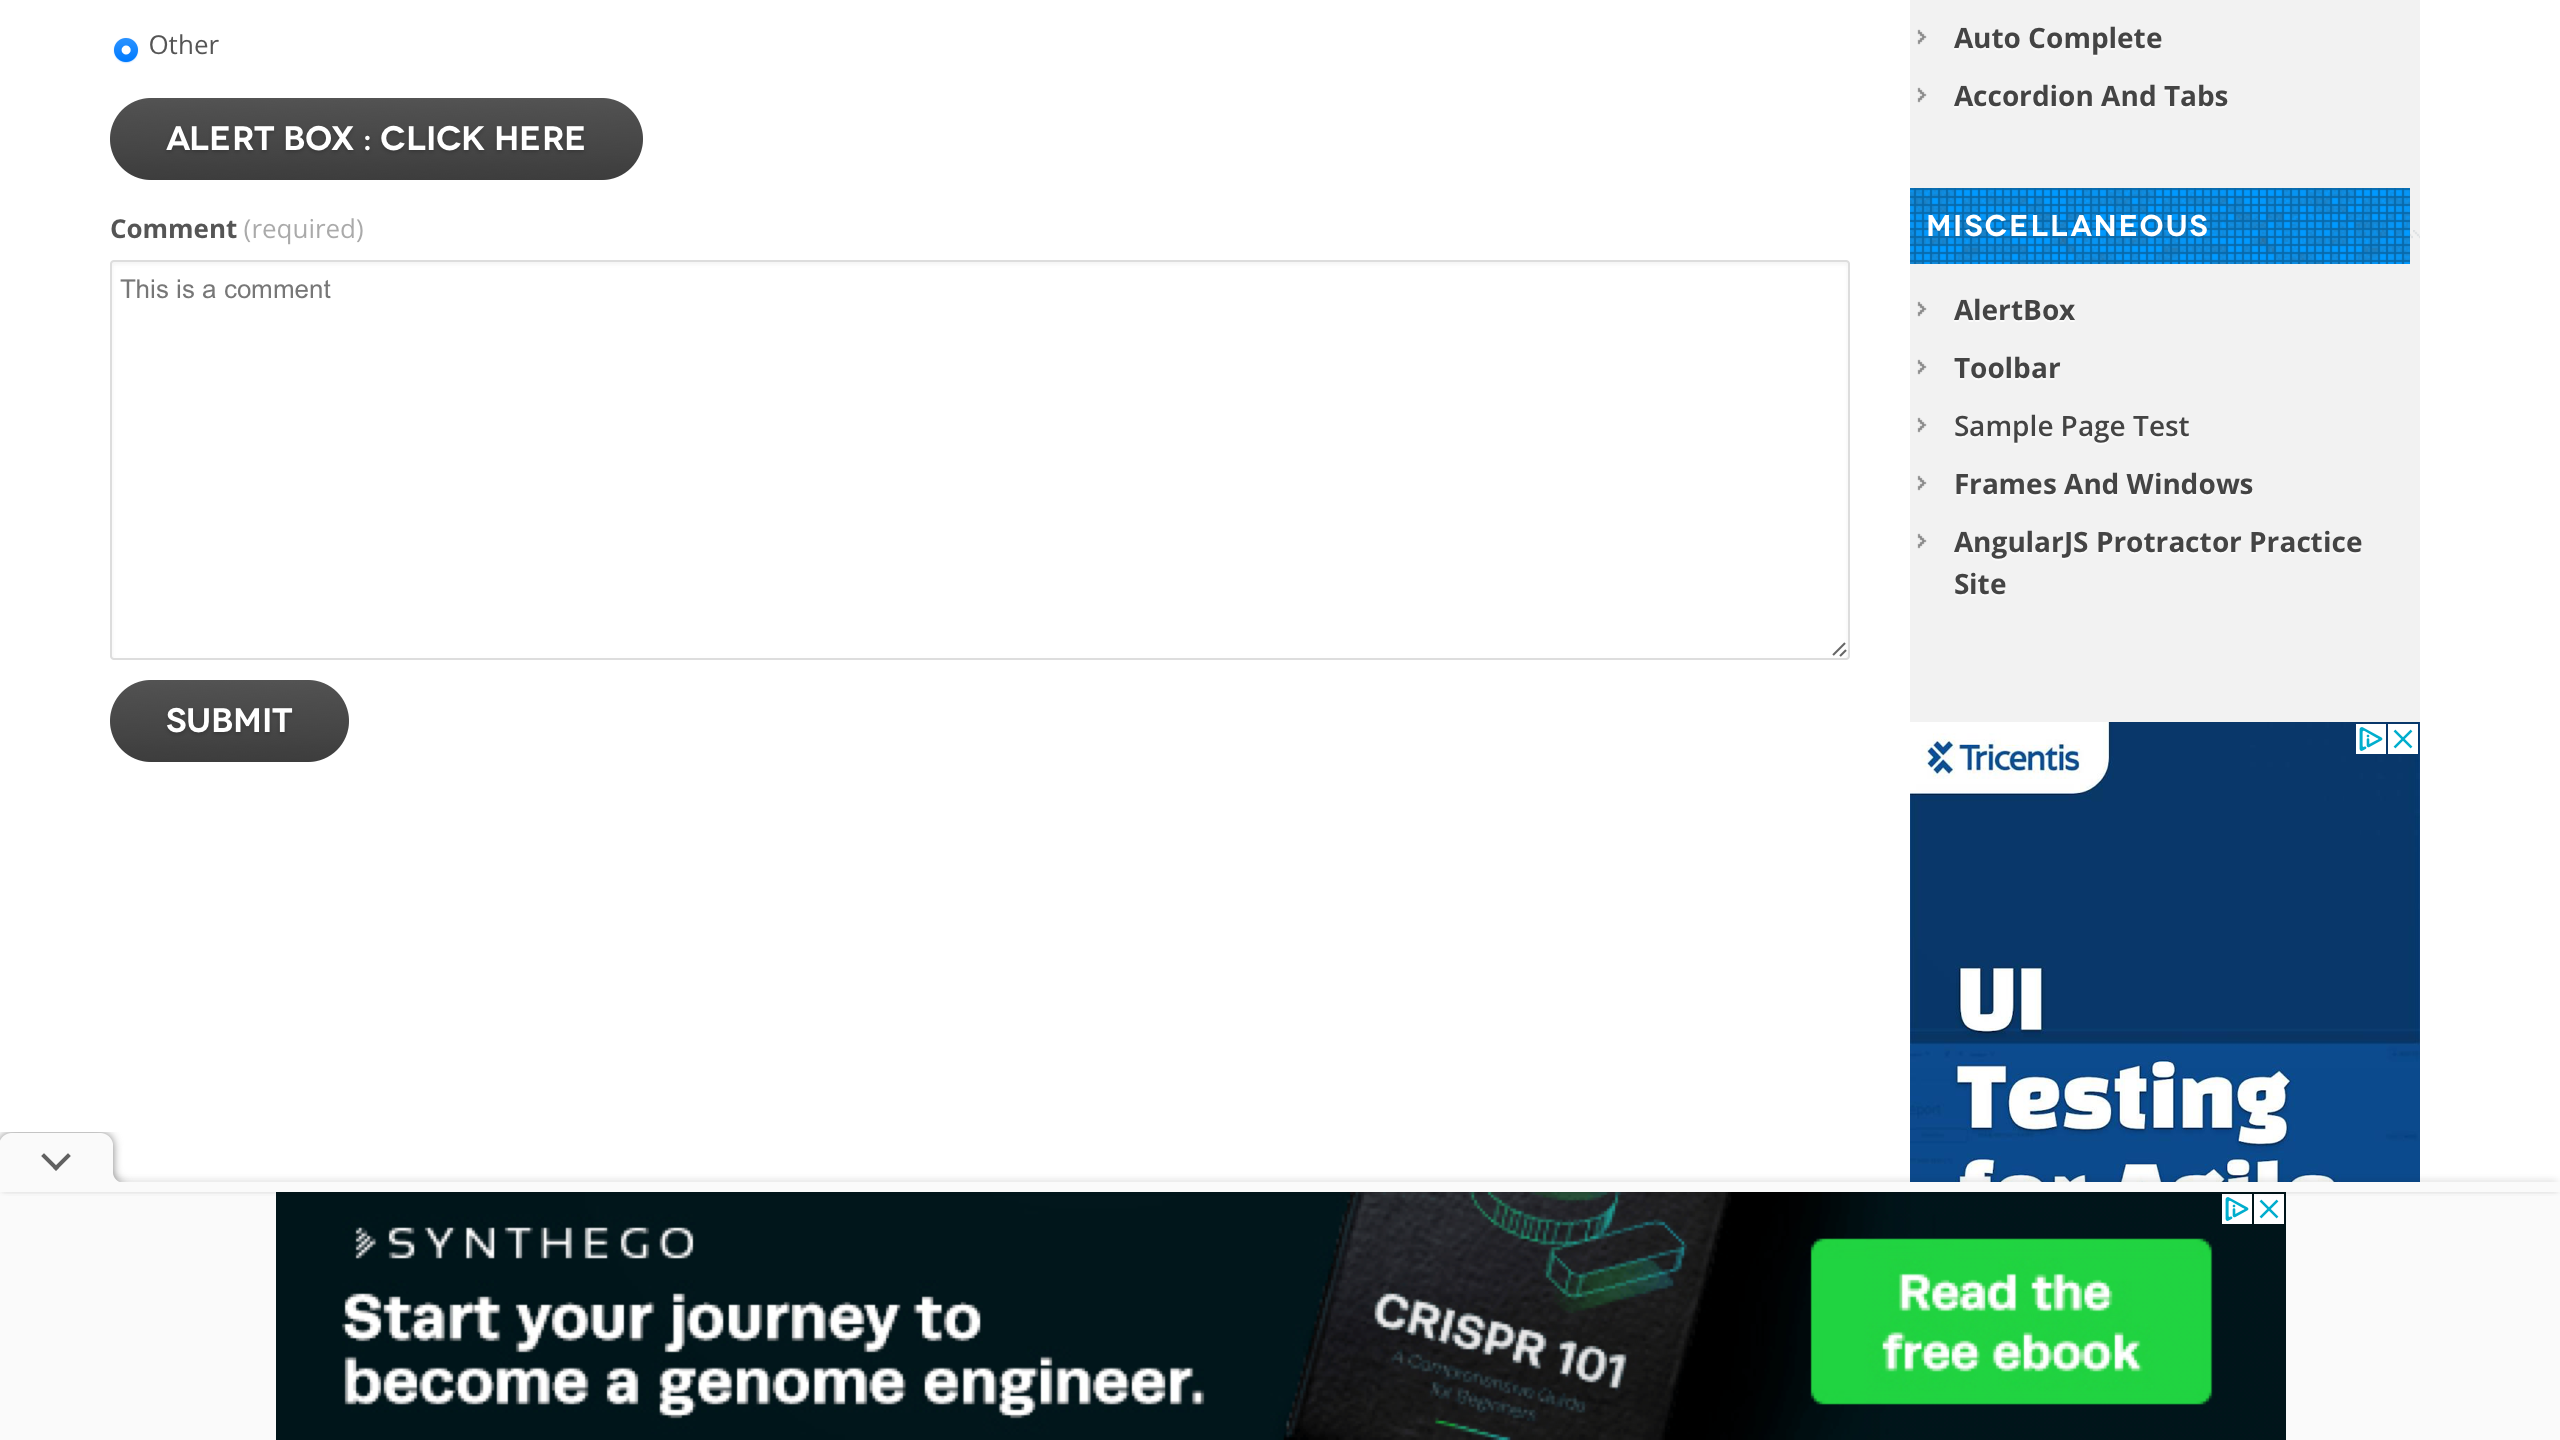 Other
ALERT BOX : CLICK HERE
Comment (required)
This is a comment
SUBMIT
Auto Complete
Accordion And Tabs
MISCELLANEOUS
AlertBox
Toolbar
Sample Page Test
Frames And Windows
AngularJS Protractor Practice
Site
Tricentis
UI
Testing
for Agile
SYNTHEGO
Start your journey to
become a genome engineer.
CRISPR 101
A Comprehensive Guide
for Beginners
Read the
free ebook